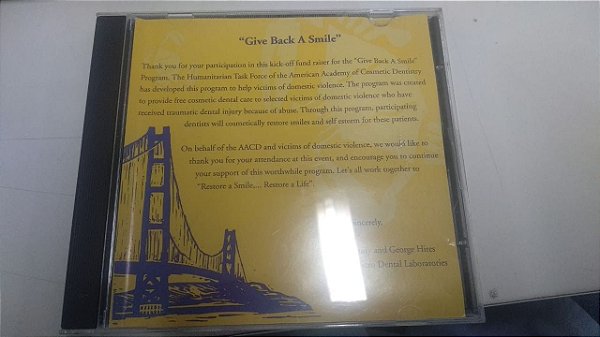 "Give Back A Smile"
Thank you for your participation in this kick-off fund raiser for the "Give Back A Smile"
Program. The Humanitarian Task Force of the American Academy of Cosmetic Dentistry
has developed this program to help victims of domestic violence. The program was created
to provide free cosmetic dental care to selected victims of domestic violence who have
received traumatic dental injury because of abuse. Through this program, participating
dentists will cosmetically restore smiles and self esteem for these patients.
On behalf of the AACD and victims of domestic violence, we would like to
thank you for your attendance at this event, and encourage you to continue
your support of this worthwhile program. Let's all work together to
"Restore a Smile,... Restore a Life".
Sincerely,
and George Hires
Dental Laboratories